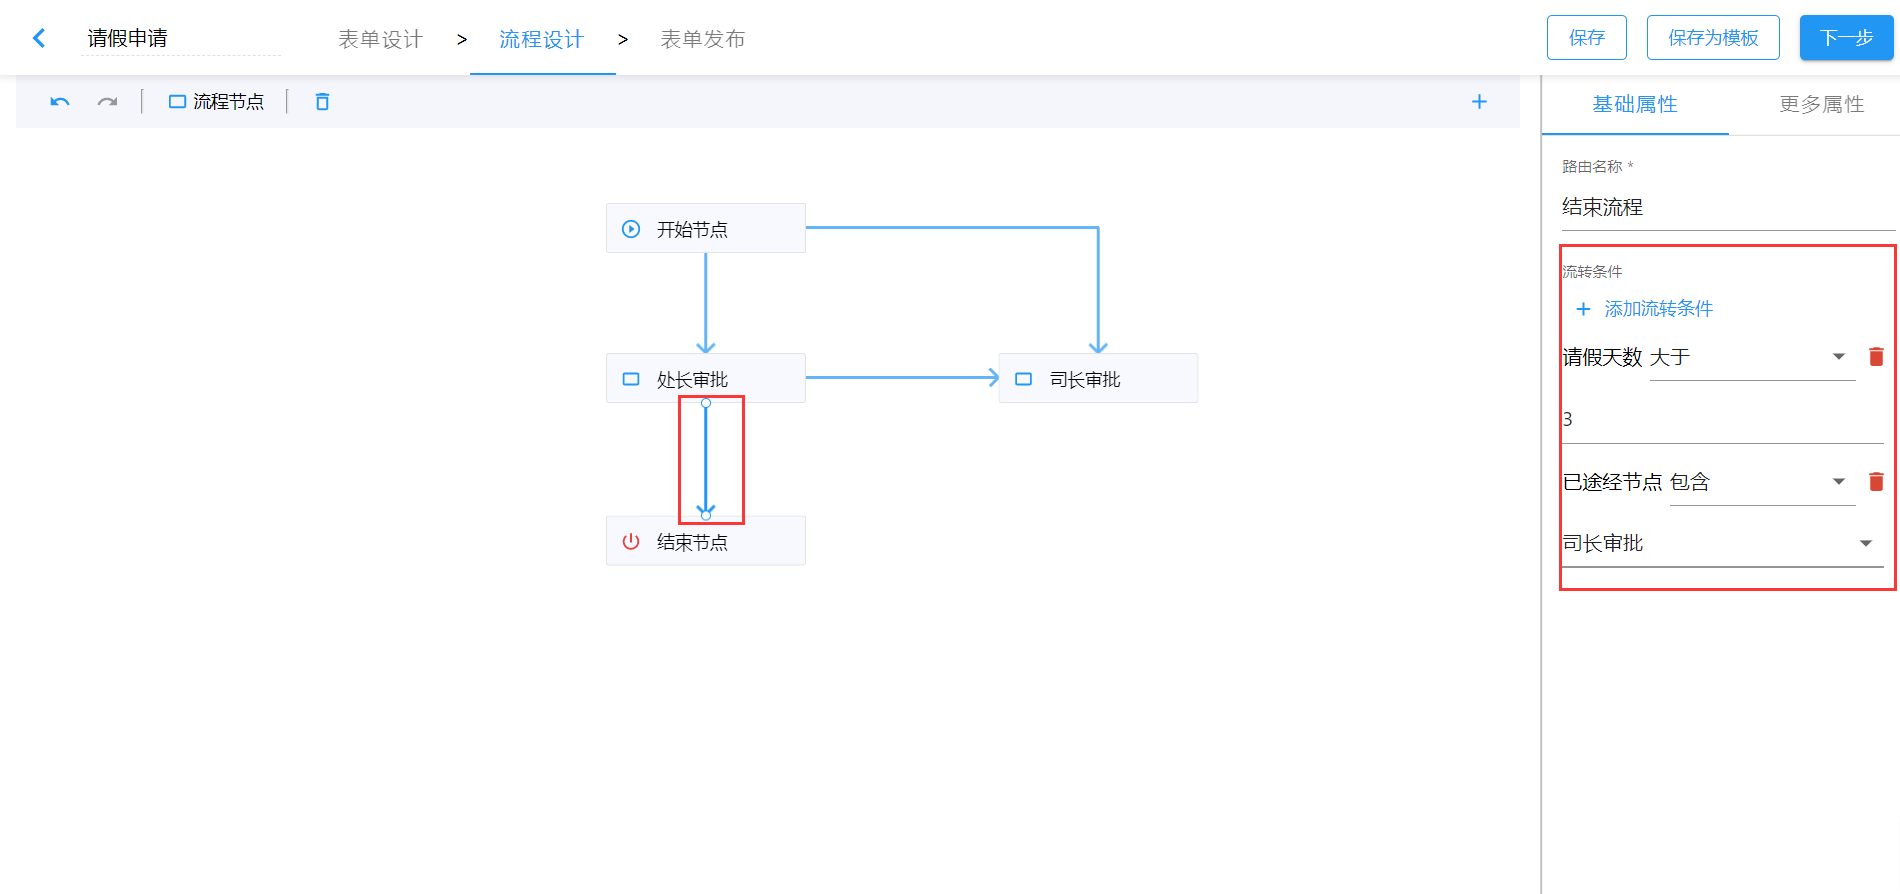 请假申请
表单设计 > 流程设计 > 表单发布
保存 保存为模板 下一步
流程节点
基础属性 更多属性
路由名称 *
结束流程
流转条件
添加流转条件
请假天数 大于
3
已途经节点 包含
司长审批
开始节点
处长审批 司长审批
结束节点